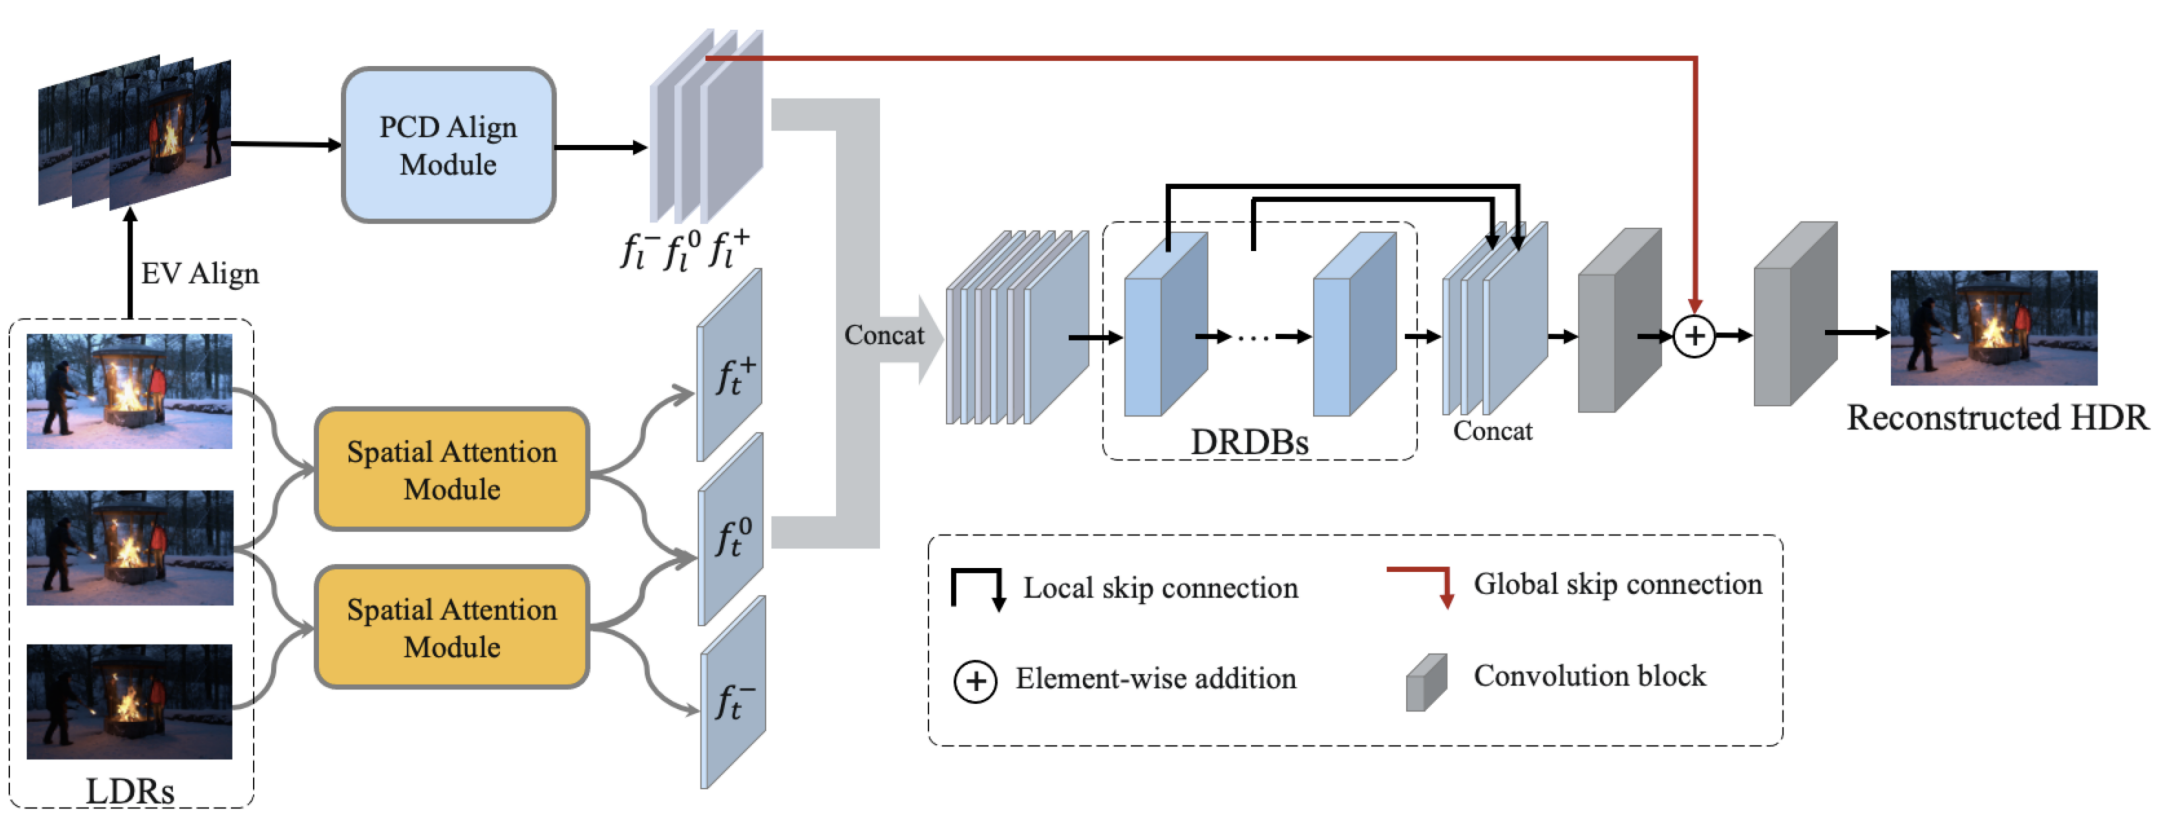 PCD Align
Module
f_l^- f_l^0 f_l^+
EV Align
LDRs
Spatial Attention
Module
Spatial Attention
Module
f_t^+
f_t^0
f_t^-
Concat
DRDBs
Concat
Reconstructed HDR
Local skip connection
Global skip connection
Element-wise addition
Convolution block